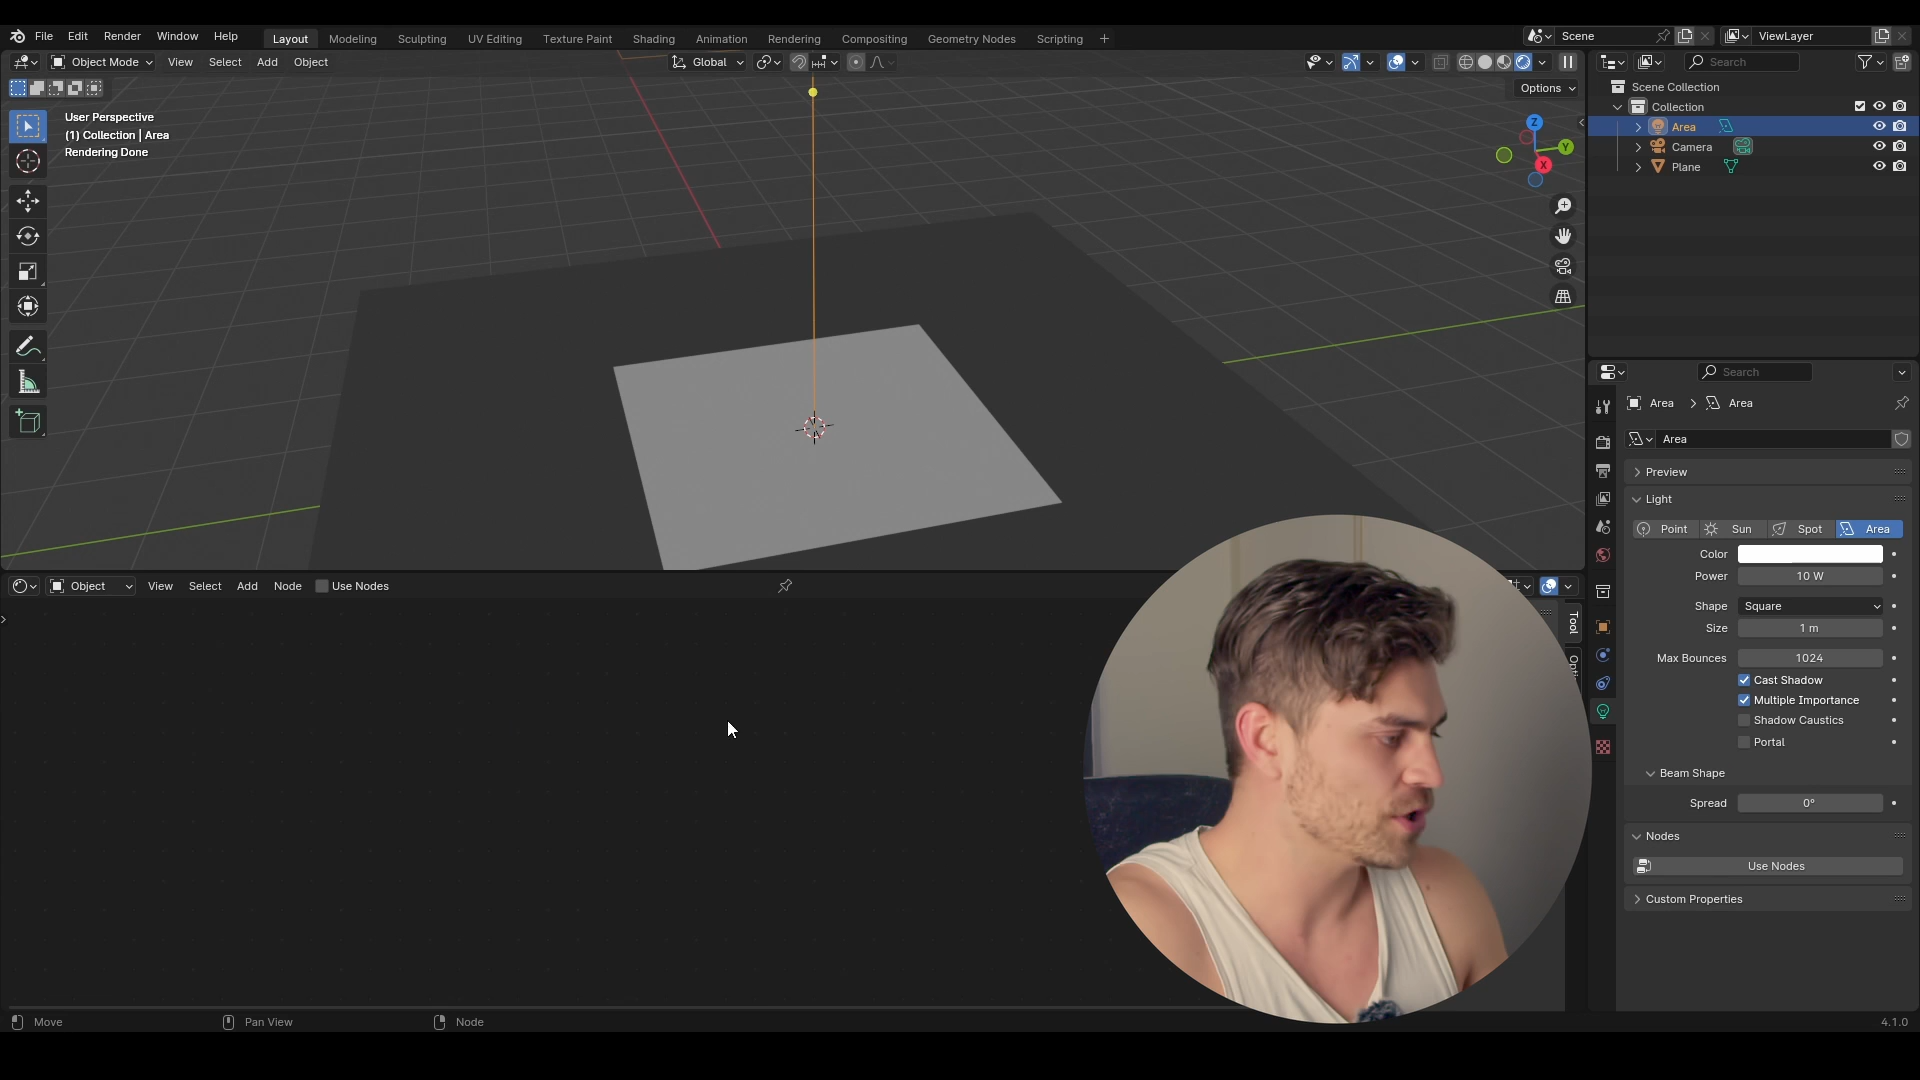 File Edit Render Window Help
Layout Modeling Sculpting UV Editing Texture Paint Shading Animation Rendering Compositing Geometry Nodes Scripting +
Scene
ViewLayer
Object Mode View Select Add Object
Global
Search
Options
User Perspective
(1) Collection | Area
Rendering Done
Z
Y
X
Scene Collection
Collection
Area
Camera
Plane
Search
Area > Area
Area
Preview
Light
Point Sun Spot Area
Color
Power 10 W
Shape Square
Size 1 m
Max Bounces 1024
Cast Shadow
Multiple Importance
Shadow Caustics
Portal
Beam Shape
Spread 0°
Nodes
Use Nodes
Custom Properties
Object View Select Add Node Use Nodes
Tool
Move
Pan View
Node
4.1.0